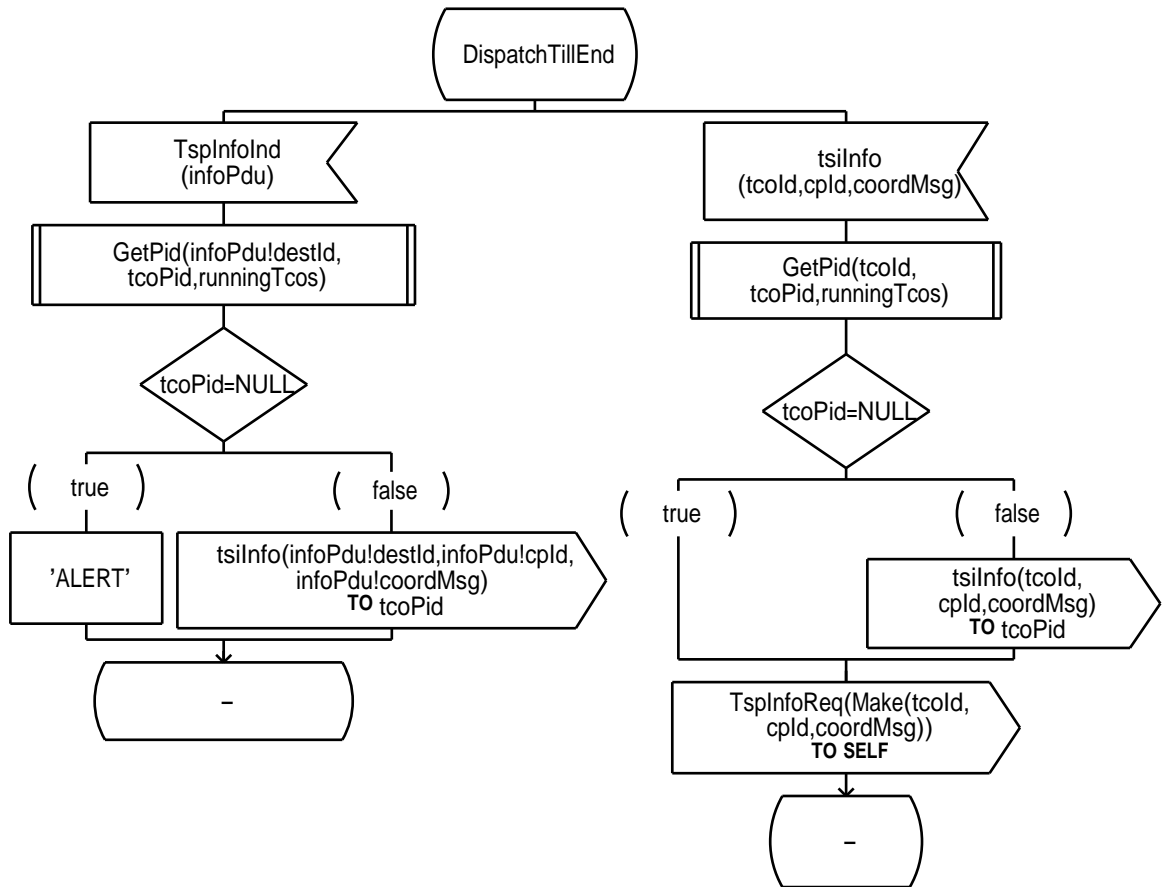 DispatchTillEnd
TspInfoInd
(infoPdu)
GetPid(infoPdu!destId,
tcoPid,runningTcos)
tcoPid=NULL
( true )
( false )
'ALERT'
tsiInfo(infoPdu!destId,infoPdu!cpId,
infoPdu!coordMsg)
TO tcoPid
–
tsiInfo
(tcoId,cpId,coordMsg)
GetPid(tcoId,
tcoPid,runningTcos)
tcoPid=NULL
( true )
( false )
tsiInfo(tcoId,
cpId,coordMsg)
TO tcoPid
TspInfoReq(Make(tcoId,
cpId,coordMsg))
TO SELF
–